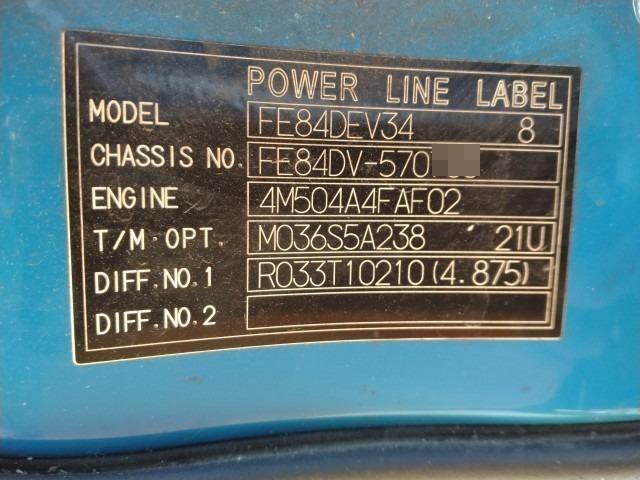 POWER LINE LABEL
MODEL FE84DEV34 8
CHASSIS NO. FE84DV-570
ENGINE 4M504A4FAF02
T/M OPT. M036S5A238 21U
DIFF.NO.1 R033T10210(4.875)
DIFF.NO.2